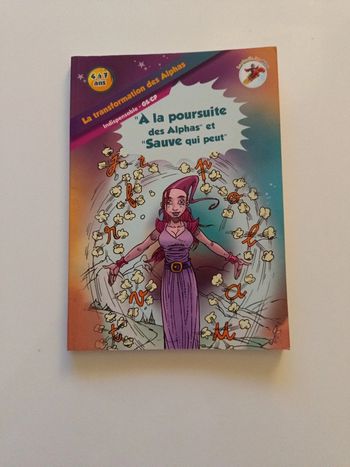 4 à 7
ans
La transformation des Alphas
Indispensable - GS-CP
"À la poursuite
des Alphas" et
"Sauve qui peut"